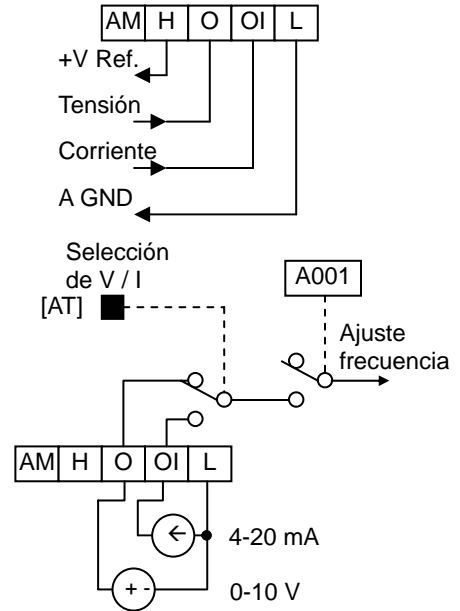 AM H O OI L
+V Ref.
Tensión
Corriente
A GND
Selección
de V / I
[AT]
A001
Ajuste
frecuencia
AM H O OI L
4-20 mA
+ -
0-10 V